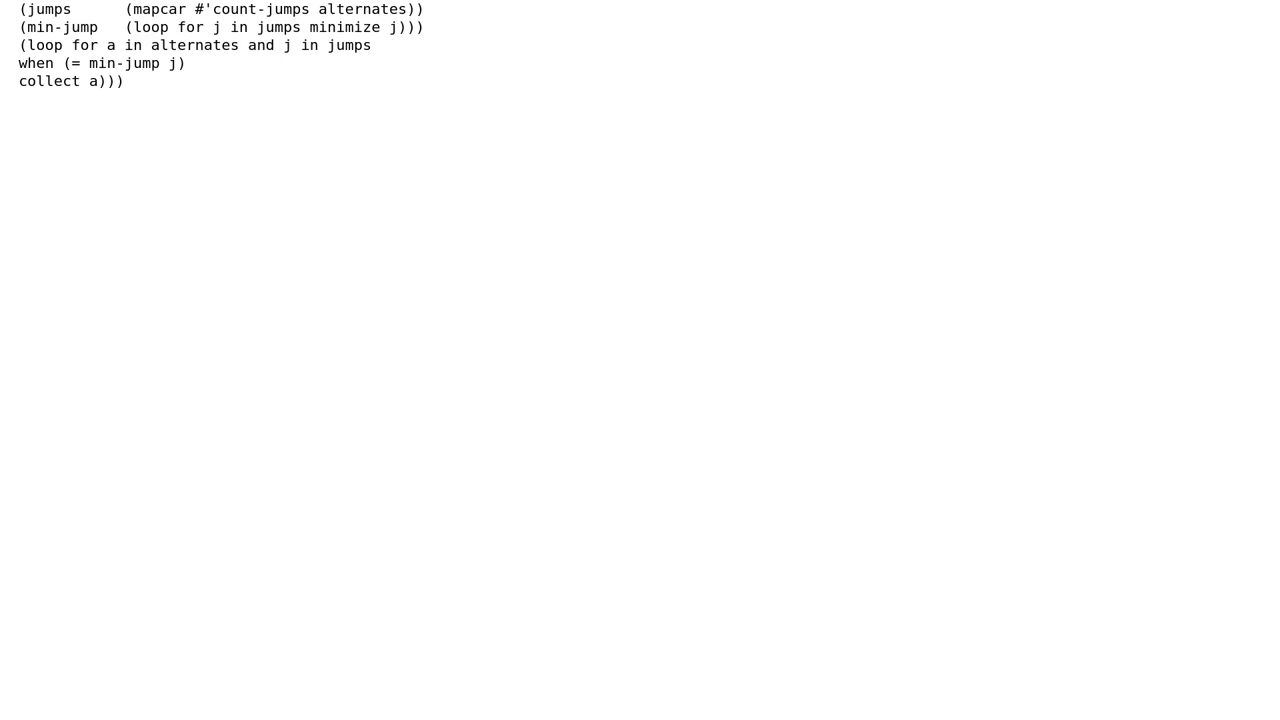 (jumps      (mapcar #'count-jumps alternates))
(min-jump   (loop for j in jumps minimize j)))
(loop for a in alternates and j in jumps
when (= min-jump j)
collect a)))